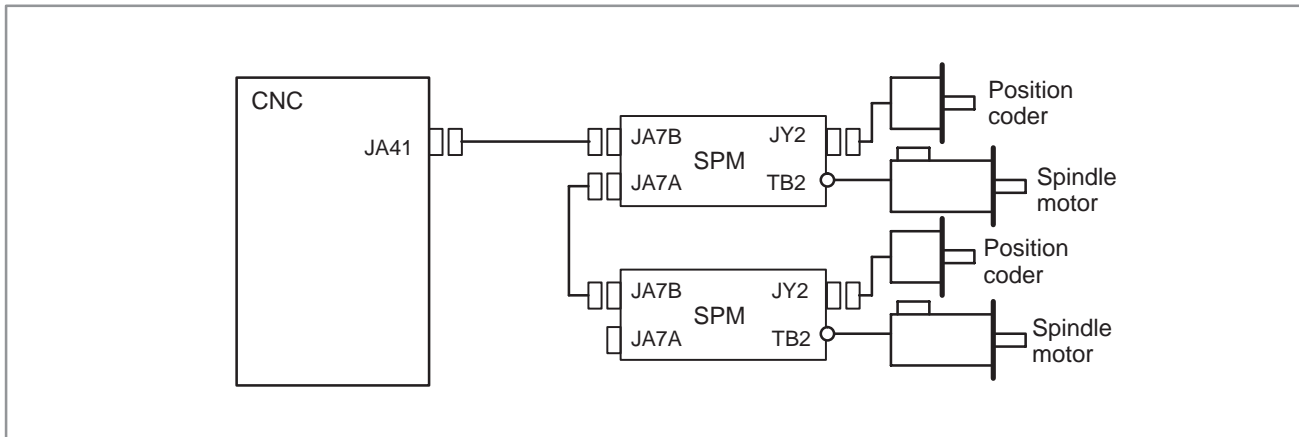 CNC
JA41
JA7B
JY2
SPM
JA7A
TB2
Position
coder
Spindle
motor
JA7B
JY2
SPM
JA7A
TB2
Position
coder
Spindle
motor